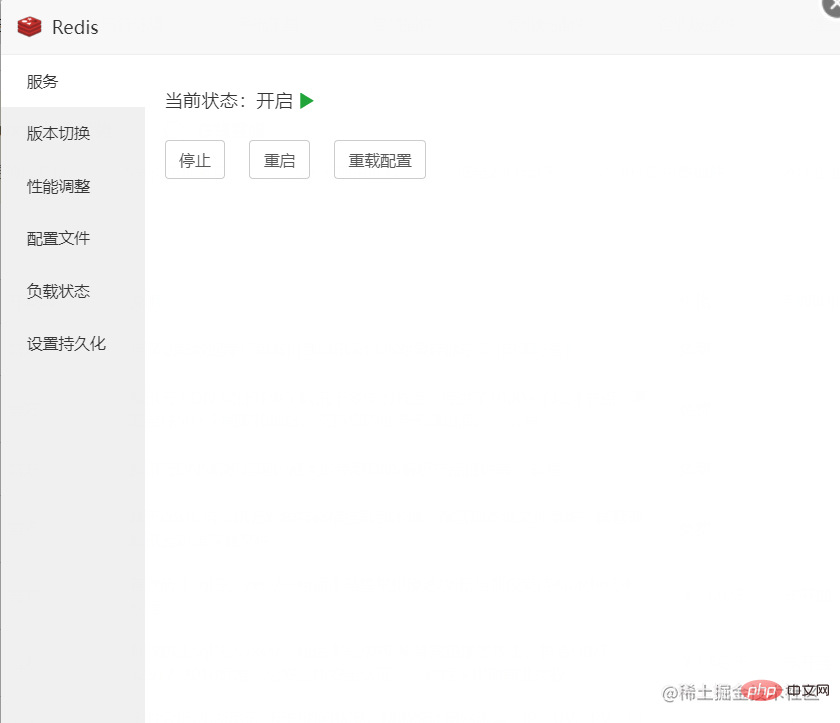 Redis
服务
当前状态：开启
停止 重启 重载配置
版本切换
性能调整
配置文件
负载状态
设置持久化
@稀土掘金技术社区
php 中文网